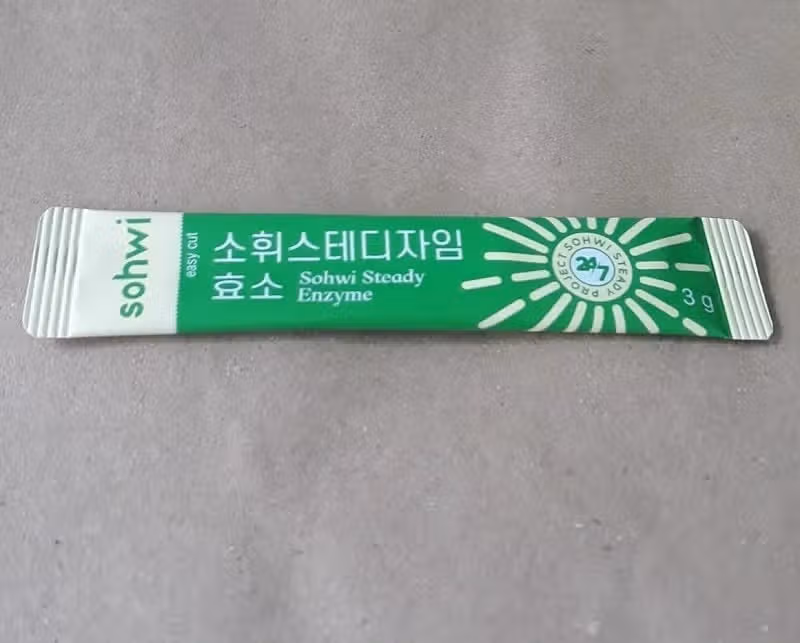 sohwi
easy cut
소휘스테디자임
효소 Sohwi Steady
Enzyme
PROJECT SOHWI STEADY
24/7
3 g